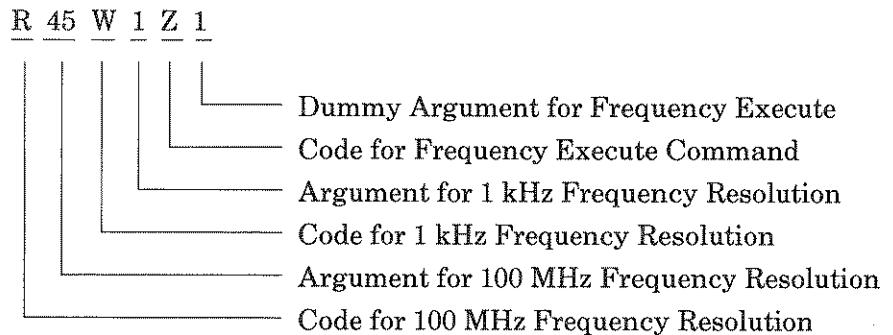 R 45 W 1 Z 1
Dummy Argument for Frequency Execute
Code for Frequency Execute Command
Argument for 1 kHz Frequency Resolution
Code for 1 kHz Frequency Resolution
Argument for 100 MHz Frequency Resolution
Code for 100 MHz Frequency Resolution